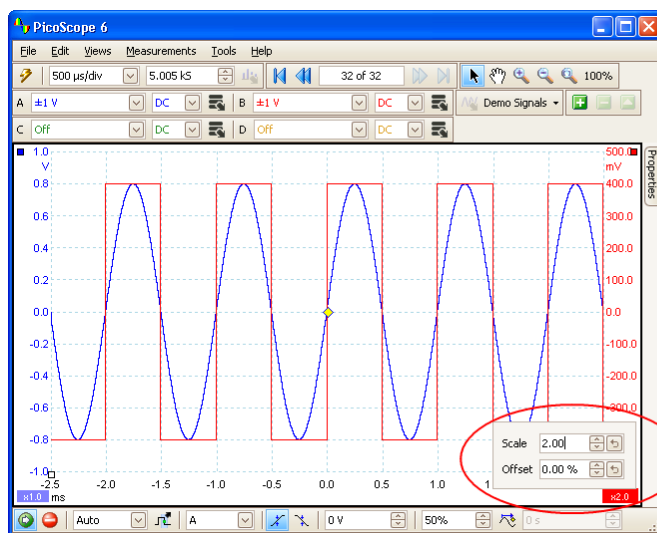 PicoScope 6
File Edit Views Measurements Tools Help
500 µs/div 5.005 kS 32 of 32 100%
A ±1 V DC B ±1 V DC Demo Signals
C Off DC D Off DC
1.0 500.0
V mV
0.8 400.0
0.6 300.0
0.4 200.0
0.2 100.0
0.0 0.0
-0.2 -100.0
-0.4 -200.0
-0.6 -300.0
-0.8
-1.0
-2.5 -2.0 -1.5 -1.0 -0.5 0.0 0.5 1.0 1
x1.0 ms x2.0
Properties
Scale 2.00
Offset 0.00 %
Auto A 0 V 50% 0 s